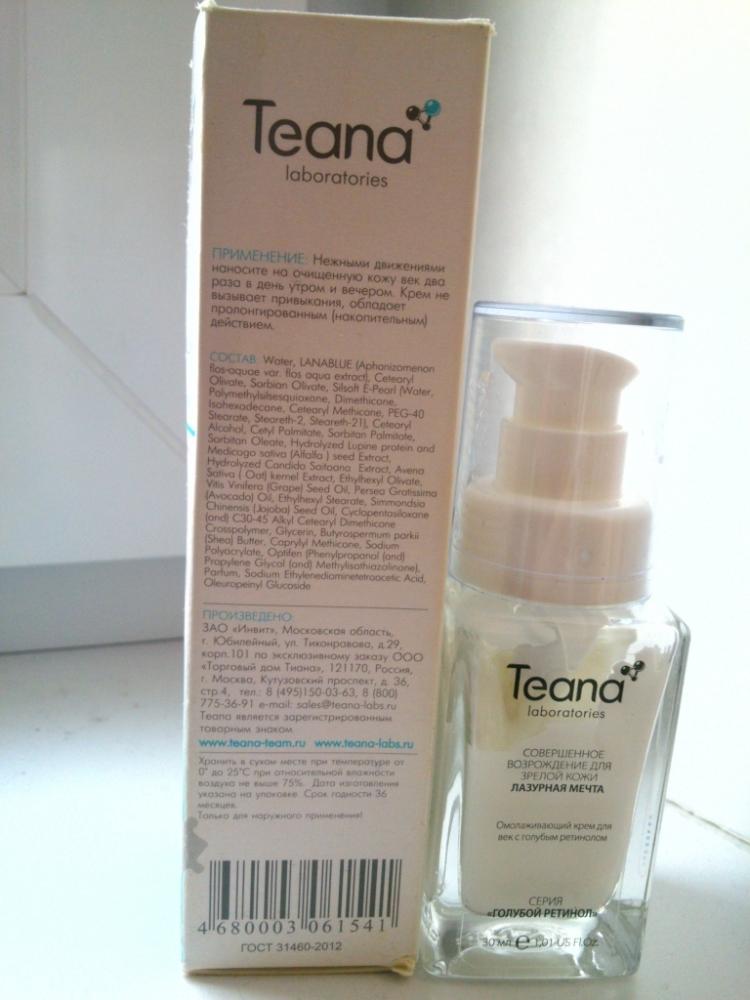 Teana
laboratories
ПРИМЕНЕНИЕ: Нежными движениями
наносите на очищенную кожу век два
раза в день утром и вечером. Крем не
вызывает привыкания, обладает
пролонгированным (накопительным)
действием.
СОСТАВ: Water, LANABLUE (Aphanizomenon
flos-aquae var. flos aqua extract), Cetearyl
Olivate, Sorbian Olivate, Silsoft E-Pearl (Water,
Polymethylsilsesquioxane, Dimethicone,
Isohexadecane, Cetearyl Methicone, PEG-40
Stearate, Steareth-2, Steareth-21), Cetearyl
Alcohol, Cetyl Palmitate, Sorbitan Palmitate,
Sorbitan Oleate, Hydrolyzed Lupine protein and
Medicago sativa (Alfalfa ) seed Extract,
Hydrolyzed Candida Saitoana Extract, Avena
Sativa ( Oat) kernel Extract, Ethylhexyl Olivate,
Vitis Vinifera (Grape) Seed Oil, Persea Gratissima
(Avocado) Oil, Ethylhexyl Stearate, Simmondsia
Chinensis (Jojoba) Seed Oil, Cyclopentasiloxane
(and) C30-45 Alkyl Cetearyl Dimethicone
Crosspolymer, Glycerin, Butyrospermum parkii
(Shea) Butter, Caprylyl Methicone, Sodium
Polyacrylate, Optifen (Phenylpropanol (and)
Propylene Glycol (and) Methylisothiazolinone),
Parfum, Sodium Ethylenediaminetetraacetic Acid,
Oleuropeinyl Glucoside
ПРОИЗВЕДЕНО:
ЗАО «Инвит», Московская область,
г. Юбилейный, ул. Тихонравова, д.29,
корп.101 по эксклюзивному заказу ООО
«Торговый дом Тиана», 121170, Россия,
г. Москва, Кутузовский проспект, д. 36,
стр.4, тел.: 8 (495)150-03-63, 8 (800)
775-36-91 e-mail: sales@teana-labs.ru
Теана является зарегистрированным
товарным знаком
www.teana-team.ru www.teana-labs.ru
Хранить в сухом месте при температуре от
0° до 25°С при относительной влажности
воздуха не выше 75%. Дата изготовления
указана на упаковке. Срок годности 36
месяцев.
Только для наружного применения!
4 680003 061541
ГОСТ 31460-2012
Teana
laboratories
СОВЕРШЕННОЕ
ВОЗРОЖДЕНИЕ ДЛЯ
ЗРЕЛОЙ КОЖИ
ЛАЗУРНАЯ МЕЧТА
Омолаживающий крем для
век с голубым ретинолом
СЕРИЯ
«ГОЛУБОЙ РЕТИНОЛ»
30 мл ℮ 1,01 US FL.OZ.